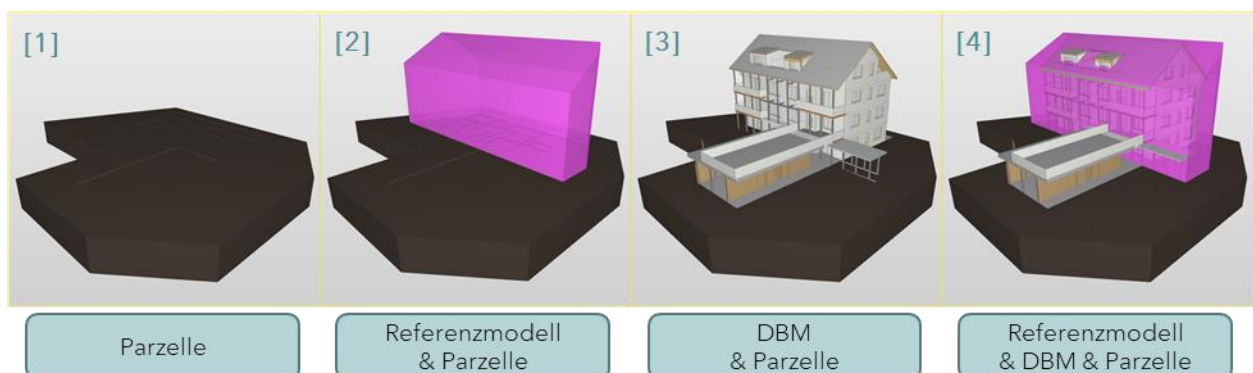 [1]
[2]
[3]
[4]
Parzelle
Referenzmodell
& Parzelle
DBM
& Parzelle
Referenzmodell
& DBM & Parzelle